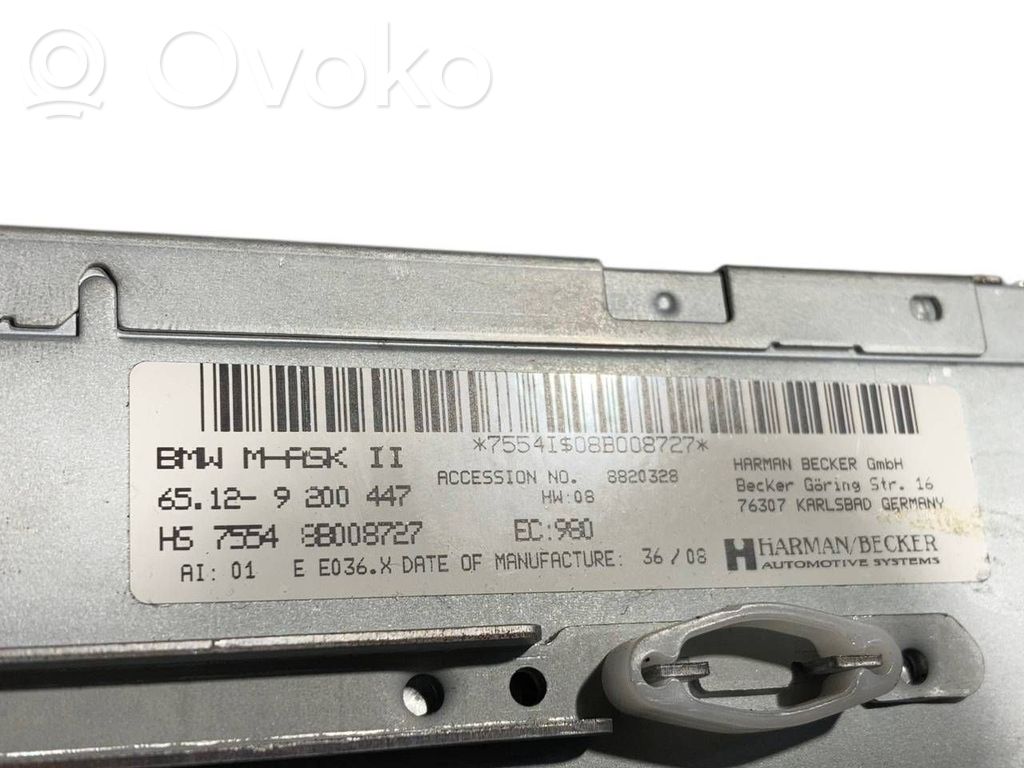 Ovoko
*7554I$08B008727*
BMW M-ASK II
ACCESSION NO. 8820328
HARMAN BECKER GmbH
65.12- 9 200 447
HW:08
Becker Göring Str. 16
76307 KARLSBAD GERMANY
HS 7554 8B008727
EC:980
AI: 01 E E036.X DATE OF MANUFACTURE: 36/08
HARMAN/BECKER
AUTOMOTIVE SYSTEMS